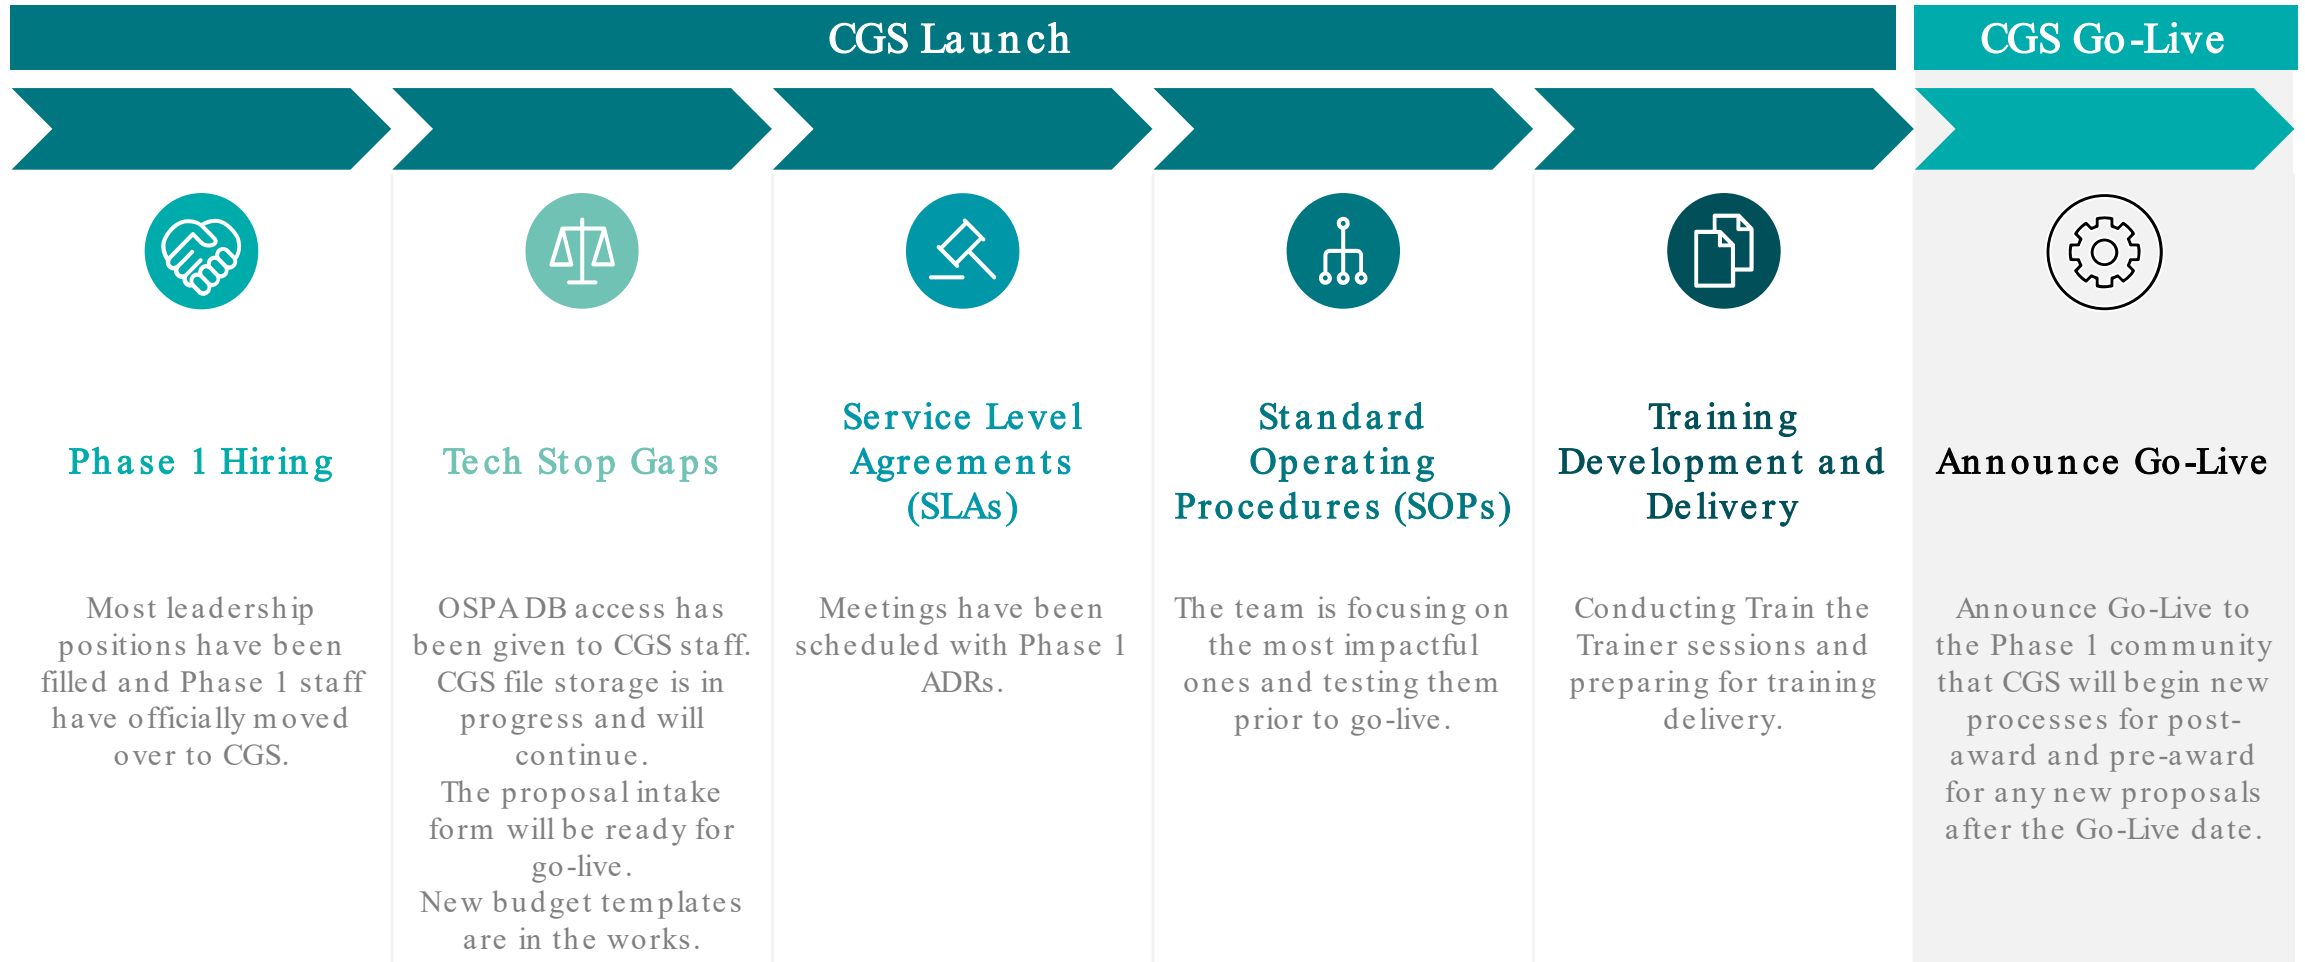 CGS Launch
CGS Go-Live
Phase 1 Hiring
Most leadership
positions have been
filled and Phase 1 staff
have officially moved
over to CGS.
Tech Stop Gaps
OSPA DB access has
been given to CGS staff.
CGS file storage is in
progress and will
continue.
The proposal intake
form will be ready for
go-live.
New budget templates
are in the works.
Service Level
Agreements
(SLAs)
Meetings have been
scheduled with Phase 1
ADRs.
Standard
Operating
Procedures (SOPs)
The team is focusing on
the most impactful
ones and testing them
prior to go-live.
Training
Development and
Delivery
Conducting Train the
Trainer sessions and
preparing for training
delivery.
Announce Go-Live
Announce Go-Live to
the Phase 1 community
that CGS will begin new
processes for post-
award and pre-award
for any new proposals
after the Go-Live date.